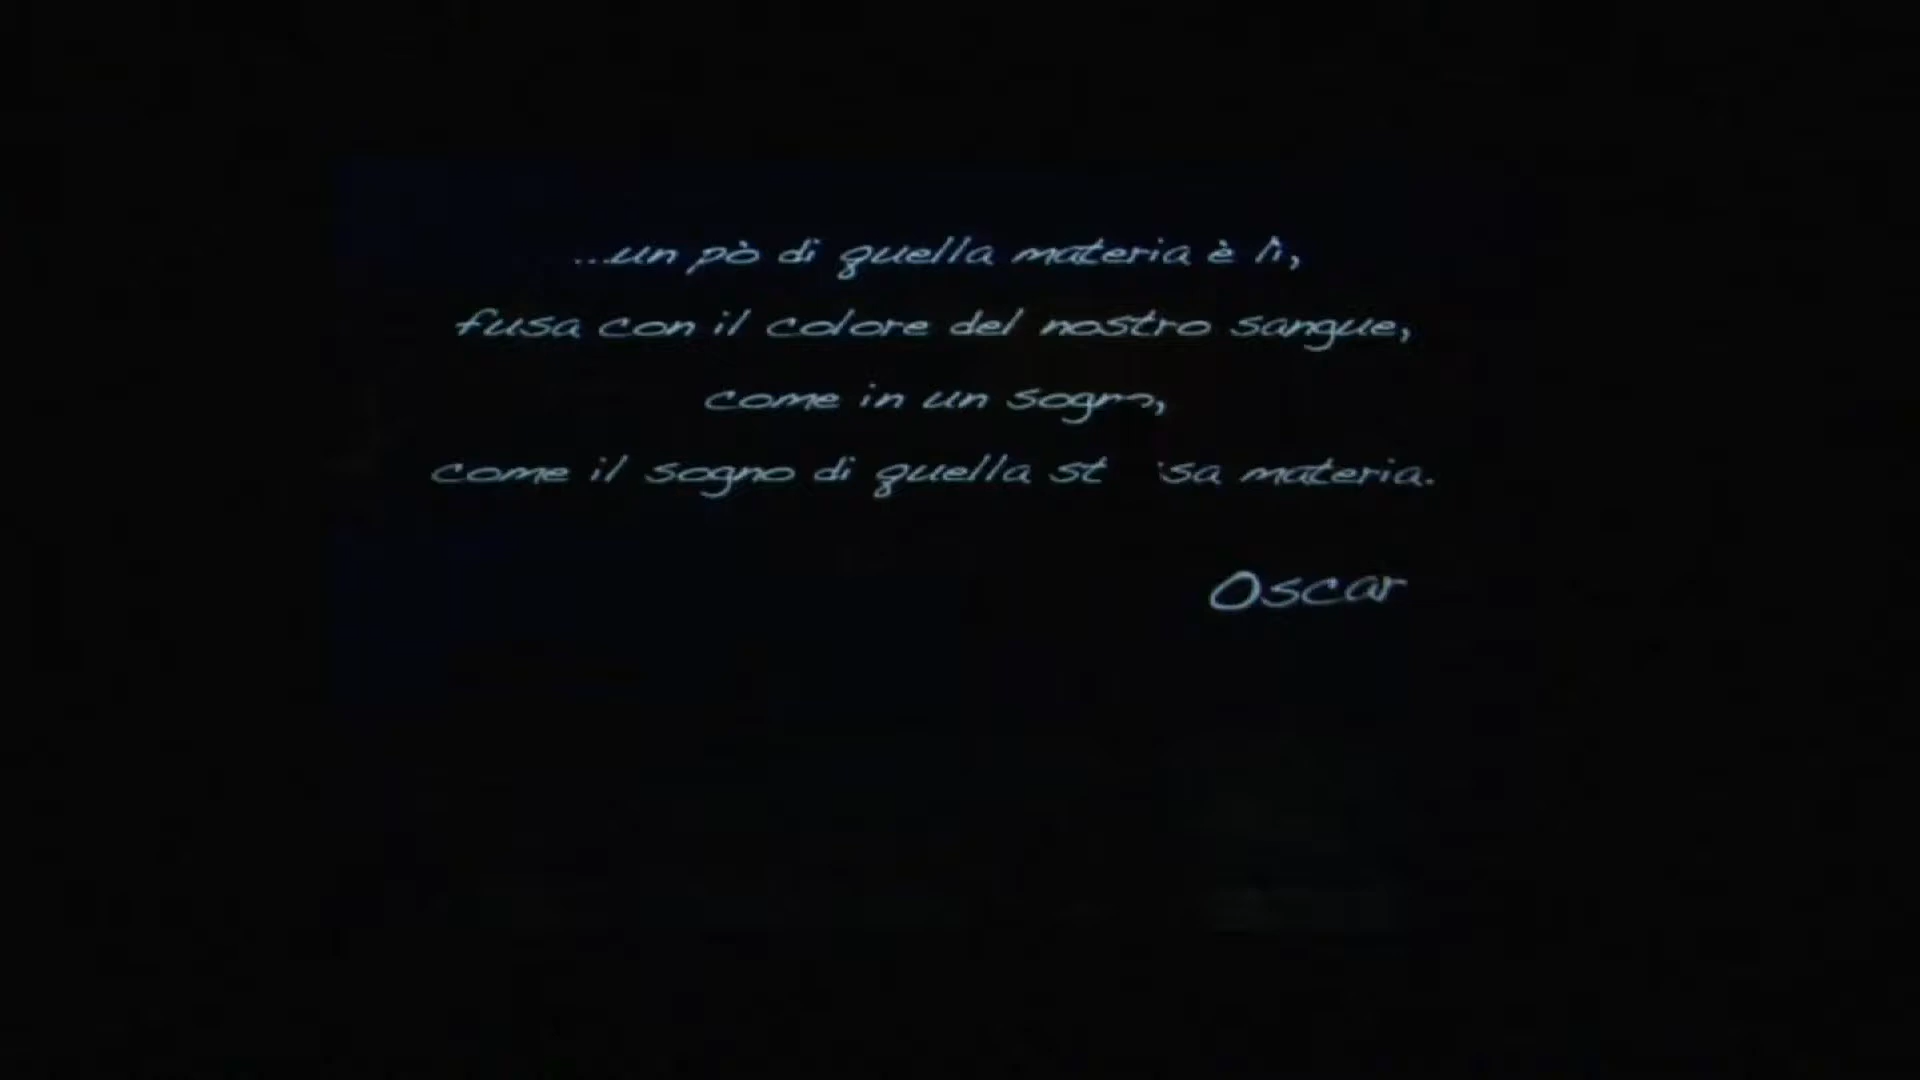 ...un pò di quella materia è lì,
fusa con il colore del nostro sangue,
come in un sogno,
come il sogno di quella materia.
Oscar